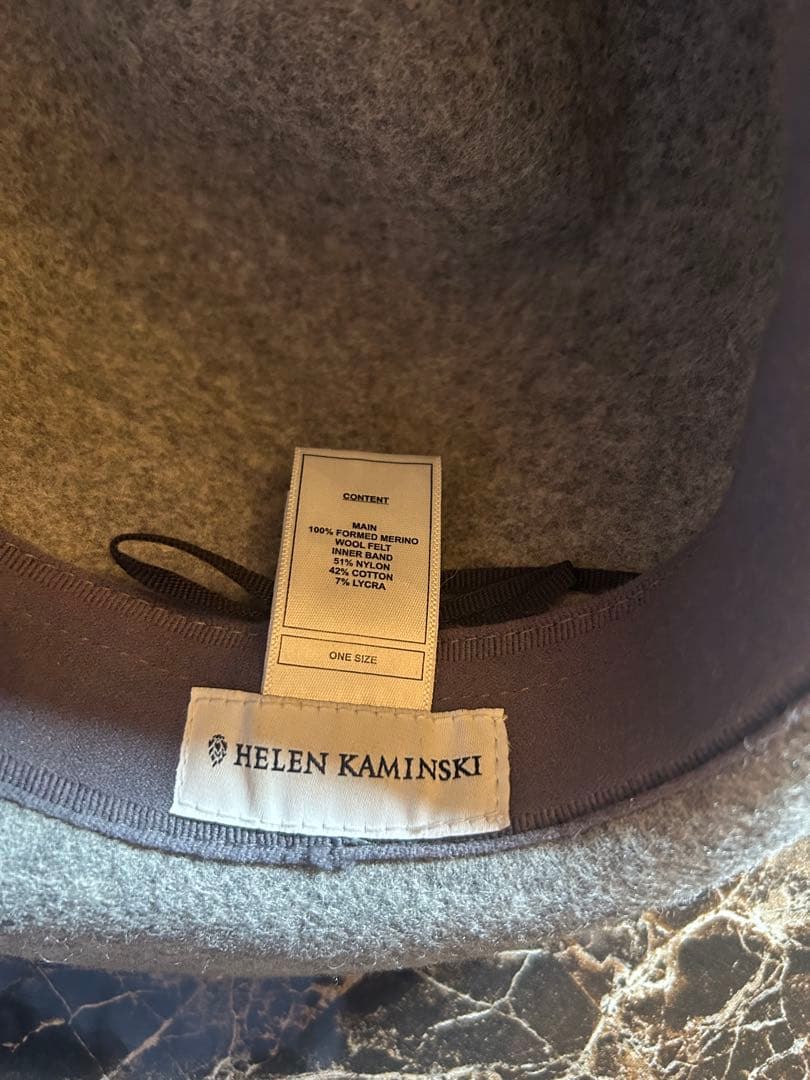 CONTENT
MAIN
100% FORMED MERINO
WOOL FELT
INNER BAND
51% NYLON
42% COTTON
7% LYCRA
ONE SIZE
HELEN KAMINSKI